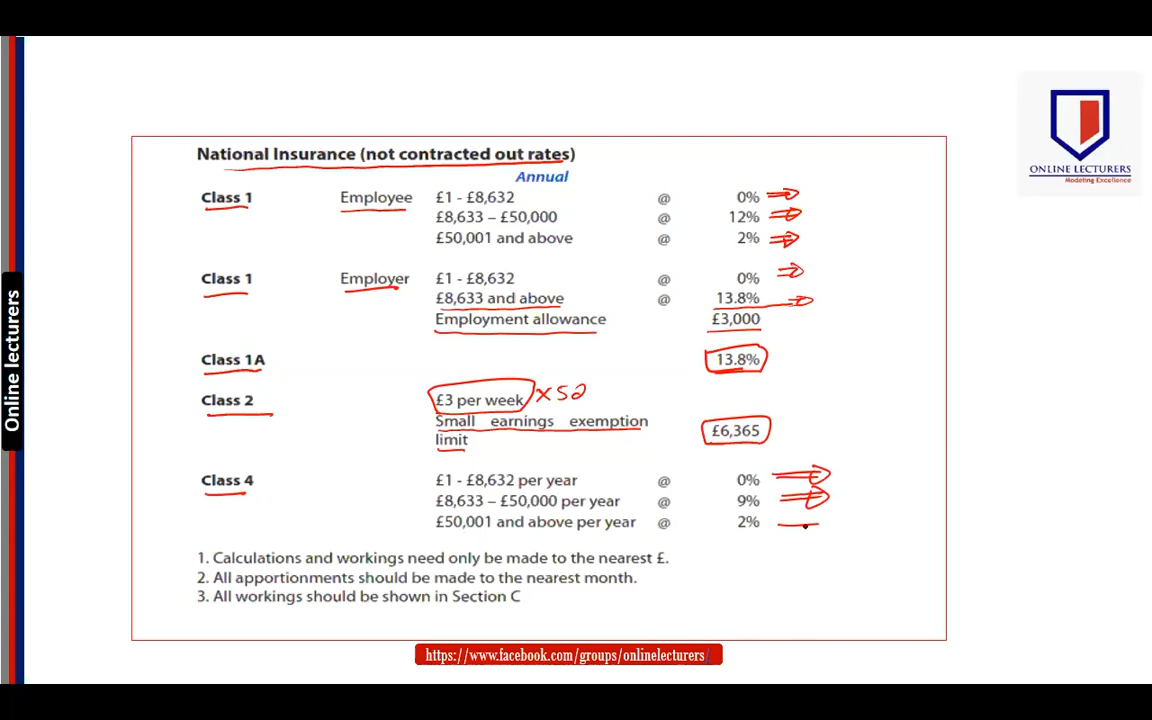 National Insurance (not contracted out rates)
Annual
Class 1 Employee £1 - £8,632 @ 0%
£8,633 – £50,000 @ 12%
£50,001 and above @ 2%
Class 1 Employer £1 - £8,632 @ 0%
£8,633 and above @ 13.8%
Employment allowance £3,000
Class 1A 13.8%
Class 2 £3 per week x 52
Small earnings exemption
limit £6,365
Class 4 £1 - £8,632 per year @ 0%
£8,633 – £50,000 per year @ 9%
£50,001 and above per year @ 2%
1. Calculations and workings need only be made to the nearest £.
2. All apportionments should be made to the nearest month.
3. All workings should be shown in Section C
https://www.facebook.com/groups/onlinelecturers/
Online lecturers
ONLINE LECTURERS
Modeling Excellence